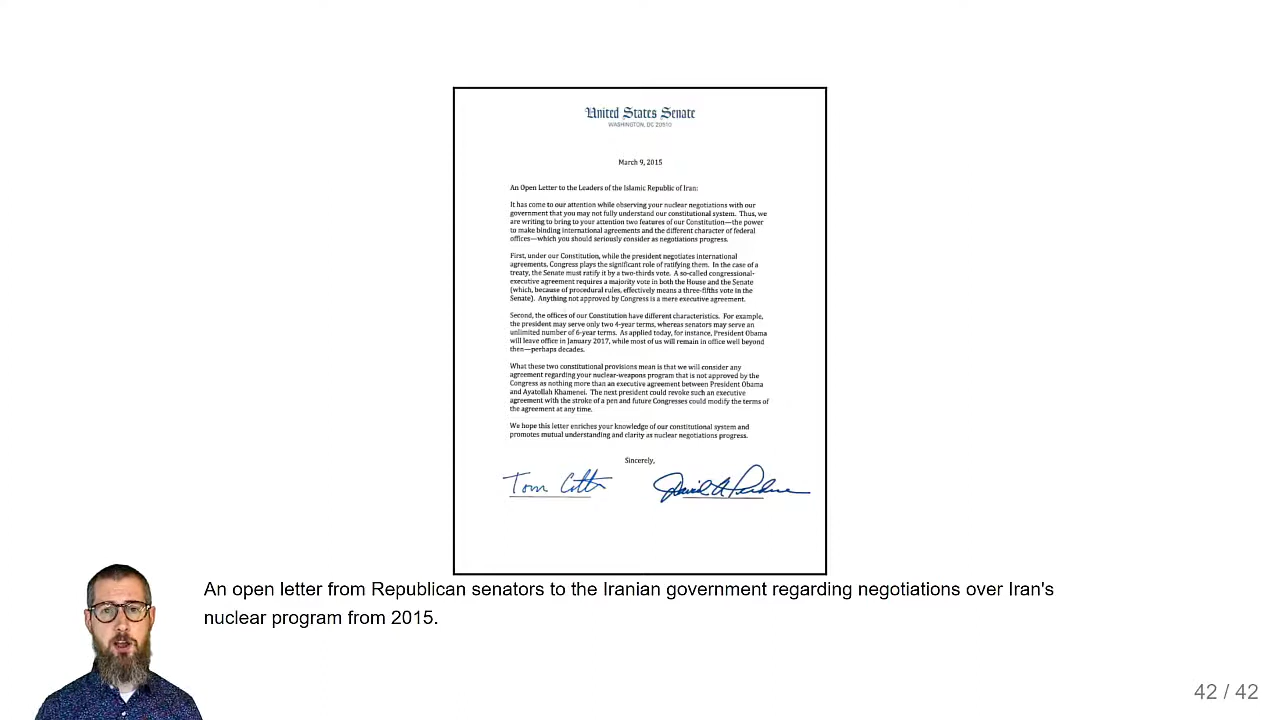 United States Senate
WASHINGTON, DC 20510
March 9, 2015
An Open Letter to the Leaders of the Islamic Republic of Iran:
It has come to our attention while observing your nuclear negotiations with our
government that you may not fully understand our constitutional system. Thus, we
are writing to bring to your attention two features of our Constitution—the power
to make binding international agreements and the different character of federal
offices—which you should seriously consider as negotiations progress.
First, under our Constitution, while the president negotiates international
agreements, Congress plays the significant role of ratifying them. In the case of a
treaty, the Senate must ratify it by a two-thirds vote. A so-called congressional-
executive agreement requires a majority vote in both the House and the Senate
(which, because of procedural rules, effectively means a three-fifths vote in the
Senate). Anything not approved by Congress is a mere executive agreement.
Second, the offices of our Constitution have different characteristics. For example,
the president may serve only two 4-year terms, whereas senators may serve an
unlimited number of 6-year terms. As applied today, for instance, President Obama
will leave office in January 2017, while most of us will remain in office well beyond
then—perhaps decades.
What these two constitutional provisions mean is that we will consider any
agreement regarding your nuclear-weapons program that is not approved by the
Congress as nothing more than an executive agreement between President Obama
and Ayatollah Khamenei. The next president could revoke such an executive
agreement with the stroke of a pen and future Congresses could modify the terms of
the agreement at any time.
We hope this letter enriches your knowledge of our constitutional system and
promotes mutual understanding and clarity as nuclear negotiations progress.
Sincerely,
Tom Cotton David A Perdue
An open letter from Republican senators to the Iranian government regarding negotiations over Iran's
nuclear program from 2015.
42 / 42